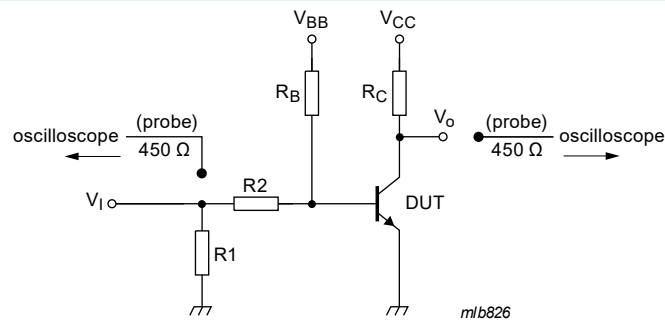 VBB
VCC
RB
RC
Vo
(probe)
oscilloscope
450 Ω
(probe)
oscilloscope
450 Ω
R2
VI
DUT
R1
mlb826